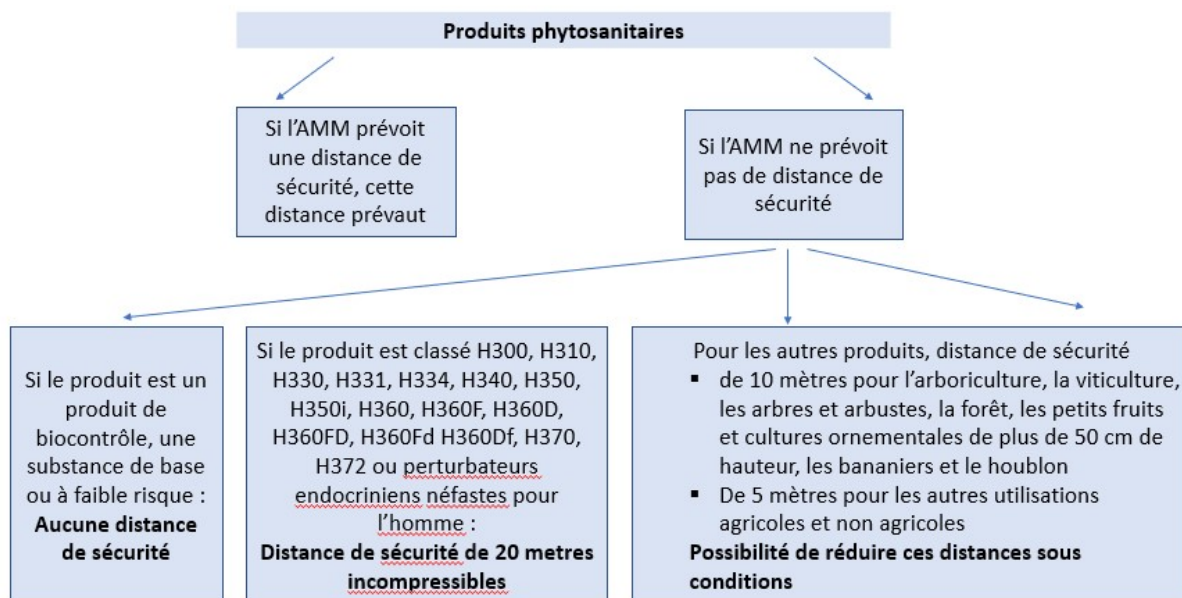 Produits phytosanitaires
Si l’AMM prévoit
une distance de
sécurité, cette
distance prévaut
Si l’AMM ne prévoit
pas de distance de
sécurité
Si le produit est un
produit de
biocontrôle, une
substance de base
ou à faible risque :
Aucune distance
de sécurité
Si le produit est classé H300, H310,
H330, H331, H334, H340, H350,
H350i, H360, H360F, H360D,
H360FD, H360Fd H360Df, H370,
H372 ou perturbateurs
endocriniens néfastes pour
l’homme :
Distance de sécurité de 20 metres
incompressibles
Pour les autres produits, distance de sécurité
▪ de 10 mètres pour l’arboriculture, la viticulture,
les arbres et arbustes, la forêt, les petits fruits
et cultures ornementales de plus de 50 cm de
hauteur, les bananiers et le houblon
▪ De 5 mètres pour les autres utilisations
agricoles et non agricoles
Possibilité de réduire ces distances sous
conditions